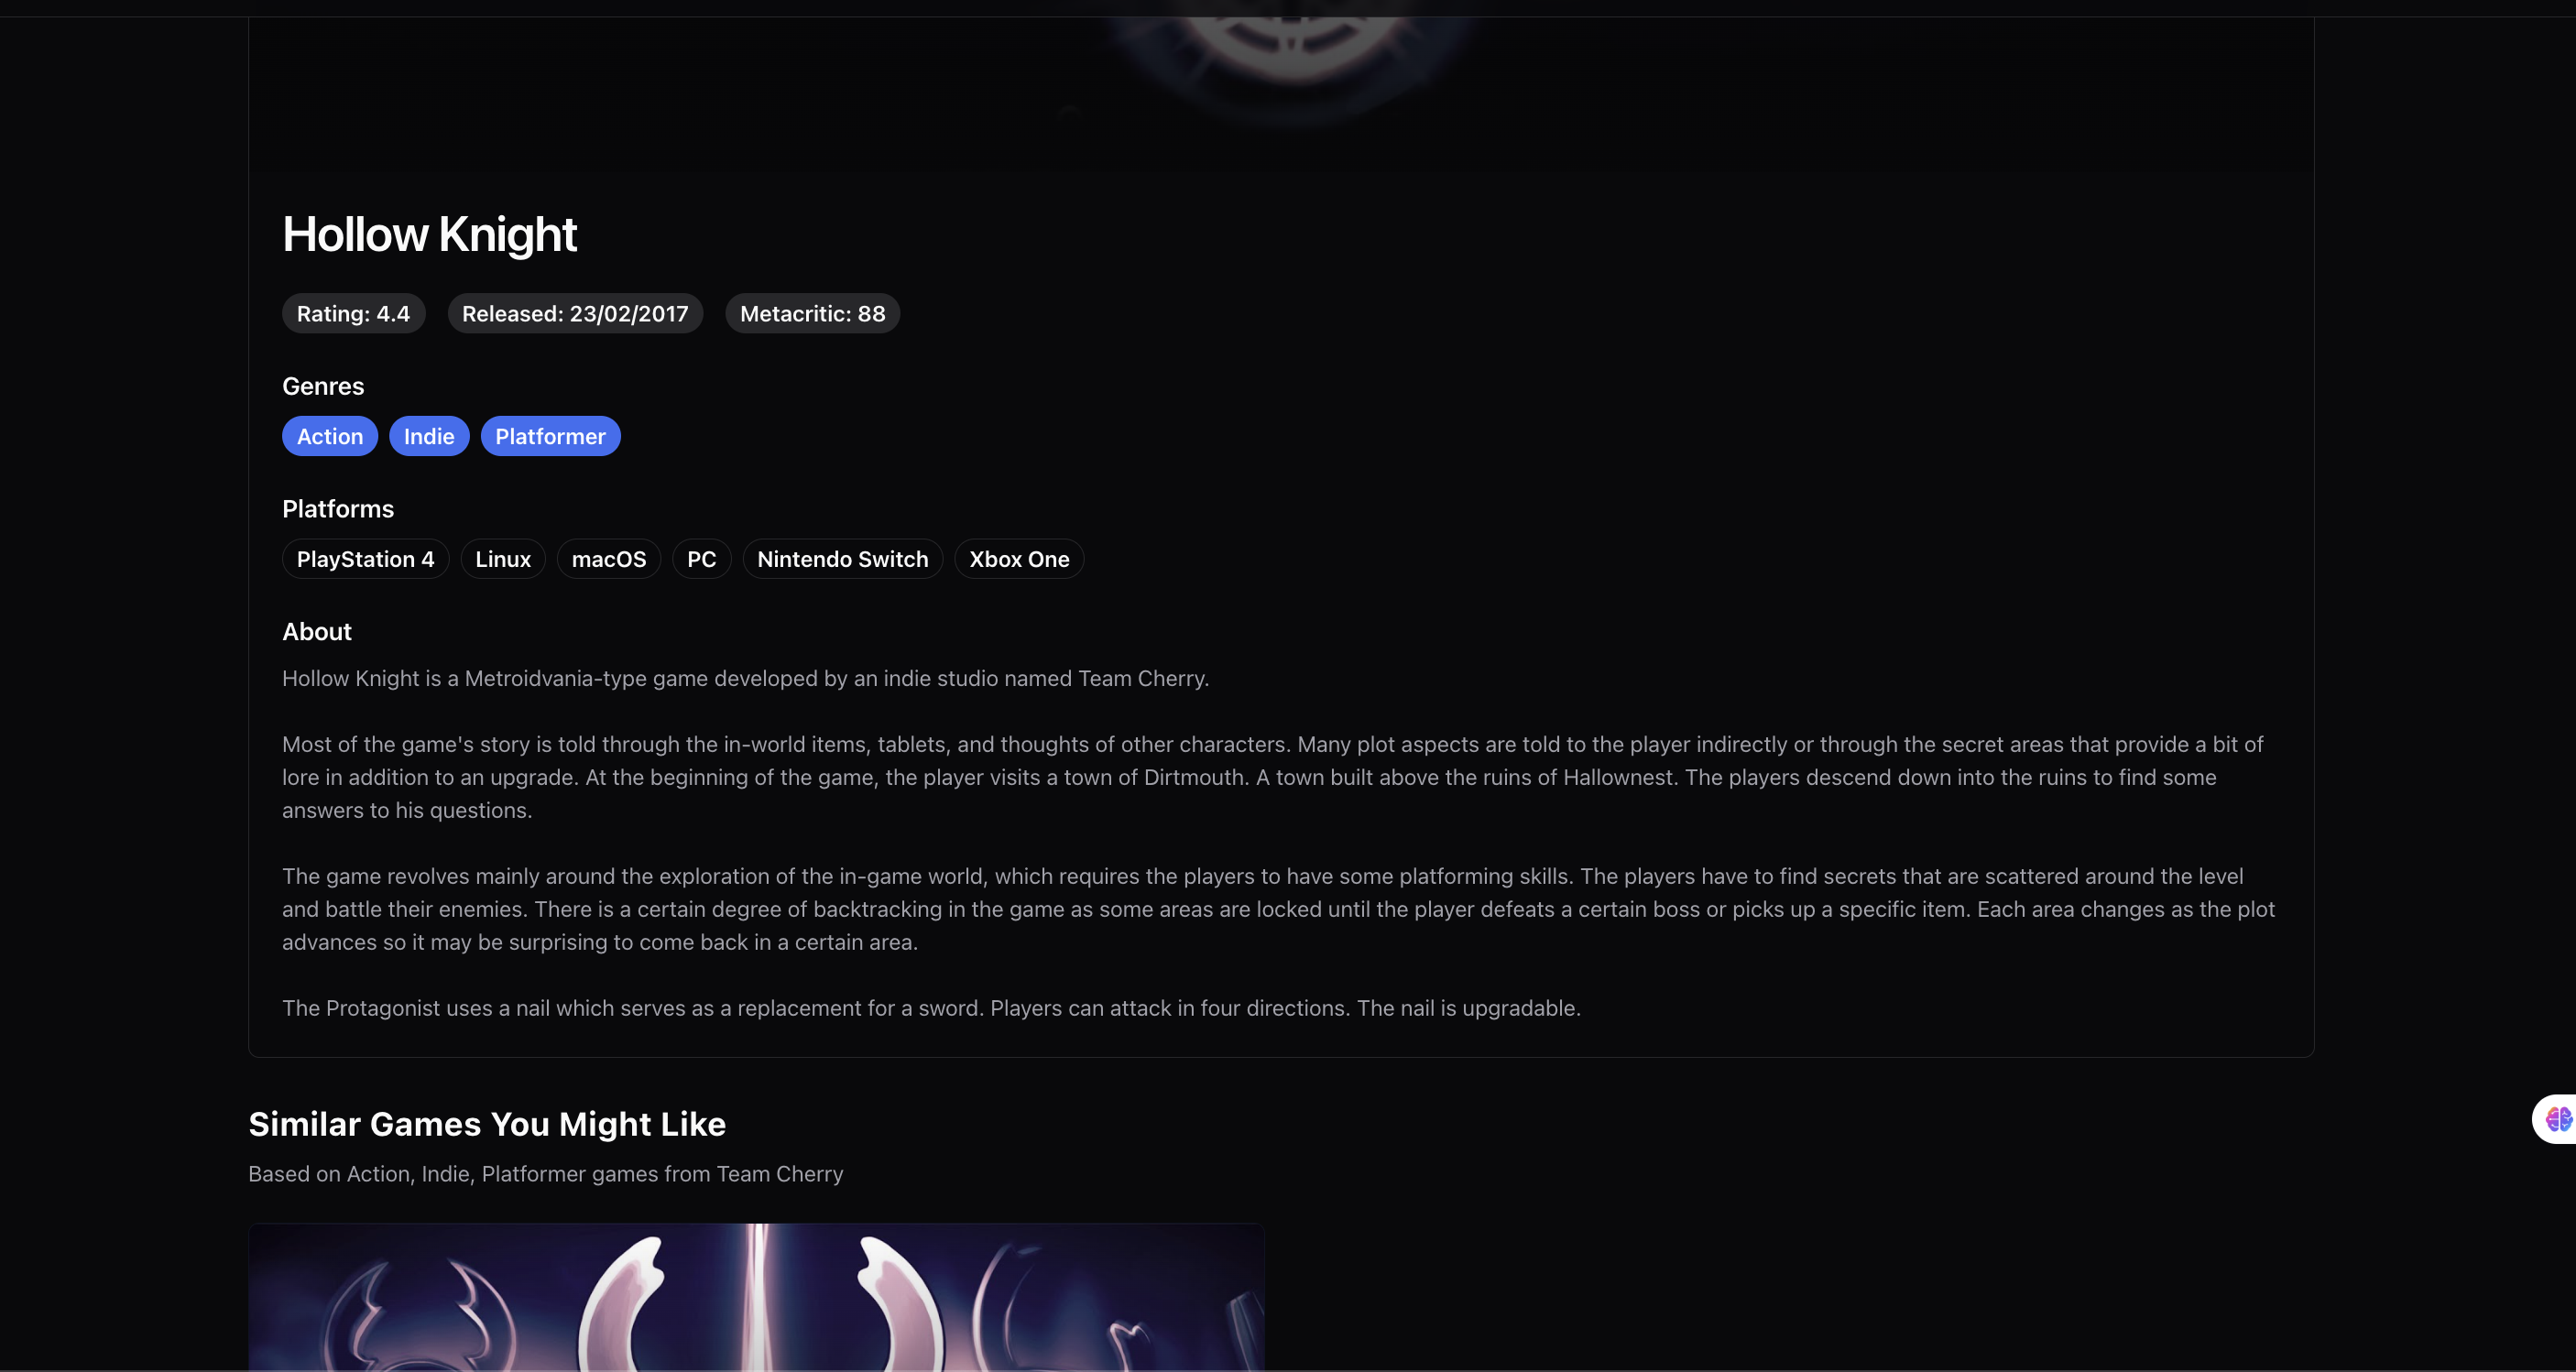 Hollow Knight
Rating: 4.4 Released: 23/02/2017 Metacritic: 88
Genres
Action Indie Platformer
Platforms
PlayStation 4 Linux macOS PC Nintendo Switch Xbox One
About
Hollow Knight is a Metroidvania-type game developed by an indie studio named Team Cherry.
Most of the game's story is told through the in-world items, tablets, and thoughts of other characters. Many plot aspects are told to the player indirectly or through the secret areas that provide a bit of
lore in addition to an upgrade. At the beginning of the game, the player visits a town of Dirtmouth. A town built above the ruins of Hallownest. The players descend down into the ruins to find some
answers to his questions.
The game revolves mainly around the exploration of the in-game world, which requires the players to have some platforming skills. The players have to find secrets that are scattered around the level
and battle their enemies. There is a certain degree of backtracking in the game as some areas are locked until the player defeats a certain boss or picks up a specific item. Each area changes as the plot
advances so it may be surprising to come back in a certain area.
The Protagonist uses a nail which serves as a replacement for a sword. Players can attack in four directions. The nail is upgradable.
Similar Games You Might Like
Based on Action, Indie, Platformer games from Team Cherry